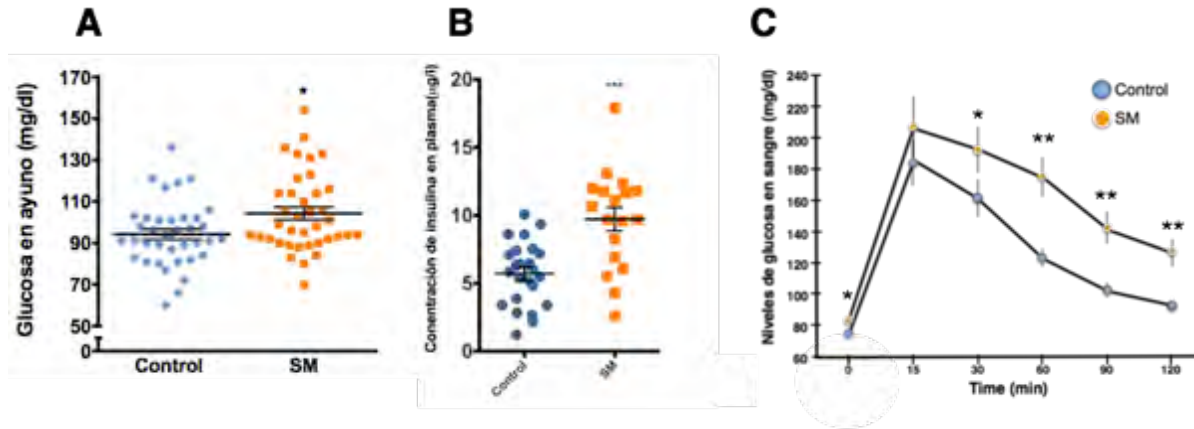 A
Glucosa en ayuno (mg/dl)
170
150
130
110
90
70
50
0
*
Control
SM
B
Conentración de insulina en plasma(µg/l)
20
15
10
5
0
Control
SM
C
Niveles de glucosa en sangre (mg/dl)
240
220
200
180
160
140
120
100
80
60
Control
SM
*
*
**
**
**
0
15
30
60
90
120
Time (min)